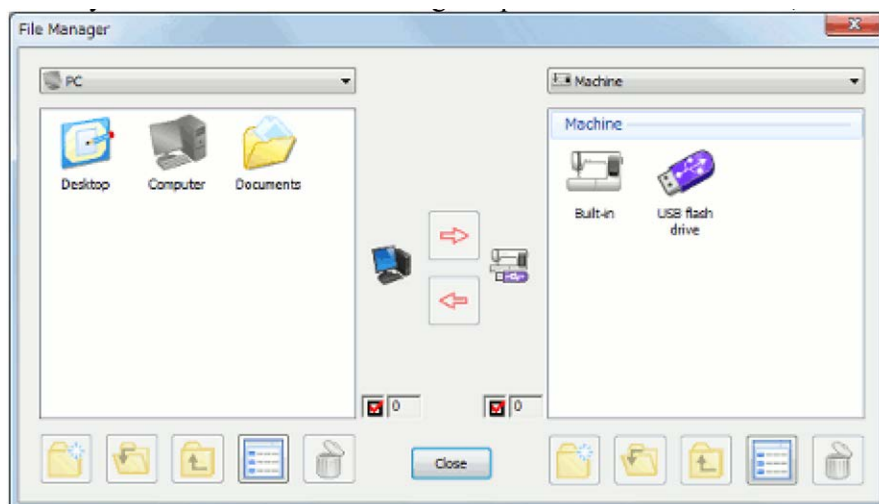 File Manager
PC
Machine
Desktop
Computer
Documents
Machine
Built-in
USB flash
drive
0
0
Close